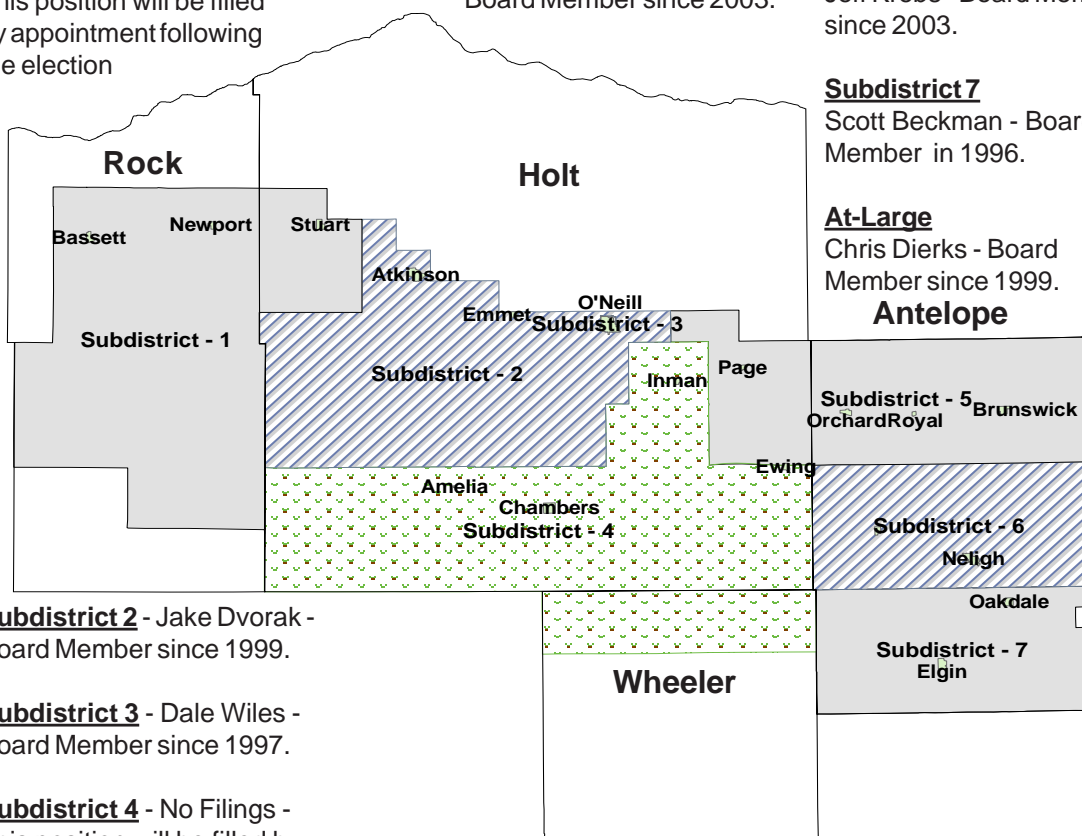 his position will be filled
y appointment following
e election
Board Member since 2003.
since 2003.
Subdistrict 7
Scott Beckman - Boar
Member in 1996.
At-Large
Chris Dierks - Board
Member since 1999.
Rock
Holt
Antelope
Bassett
Newport
Stuart
Atkinson
O'Neill
Emmet
Subdistrict - 3
Subdistrict - 1
Subdistrict - 2
Inman
Page
Subdistrict - 5
Brunswick
Orchard
Royal
Ewing
Amelia
Chambers
Subdistrict - 4
Subdistrict - 6
Neligh
Oakdale
Subdistrict - 7
Elgin
Wheeler
ubdistrict 2 - Jake Dvorak -
oard Member since 1999.
ubdistrict 3 - Dale Wiles -
oard Member since 1997.
ubdistrict 4 - No Filings -